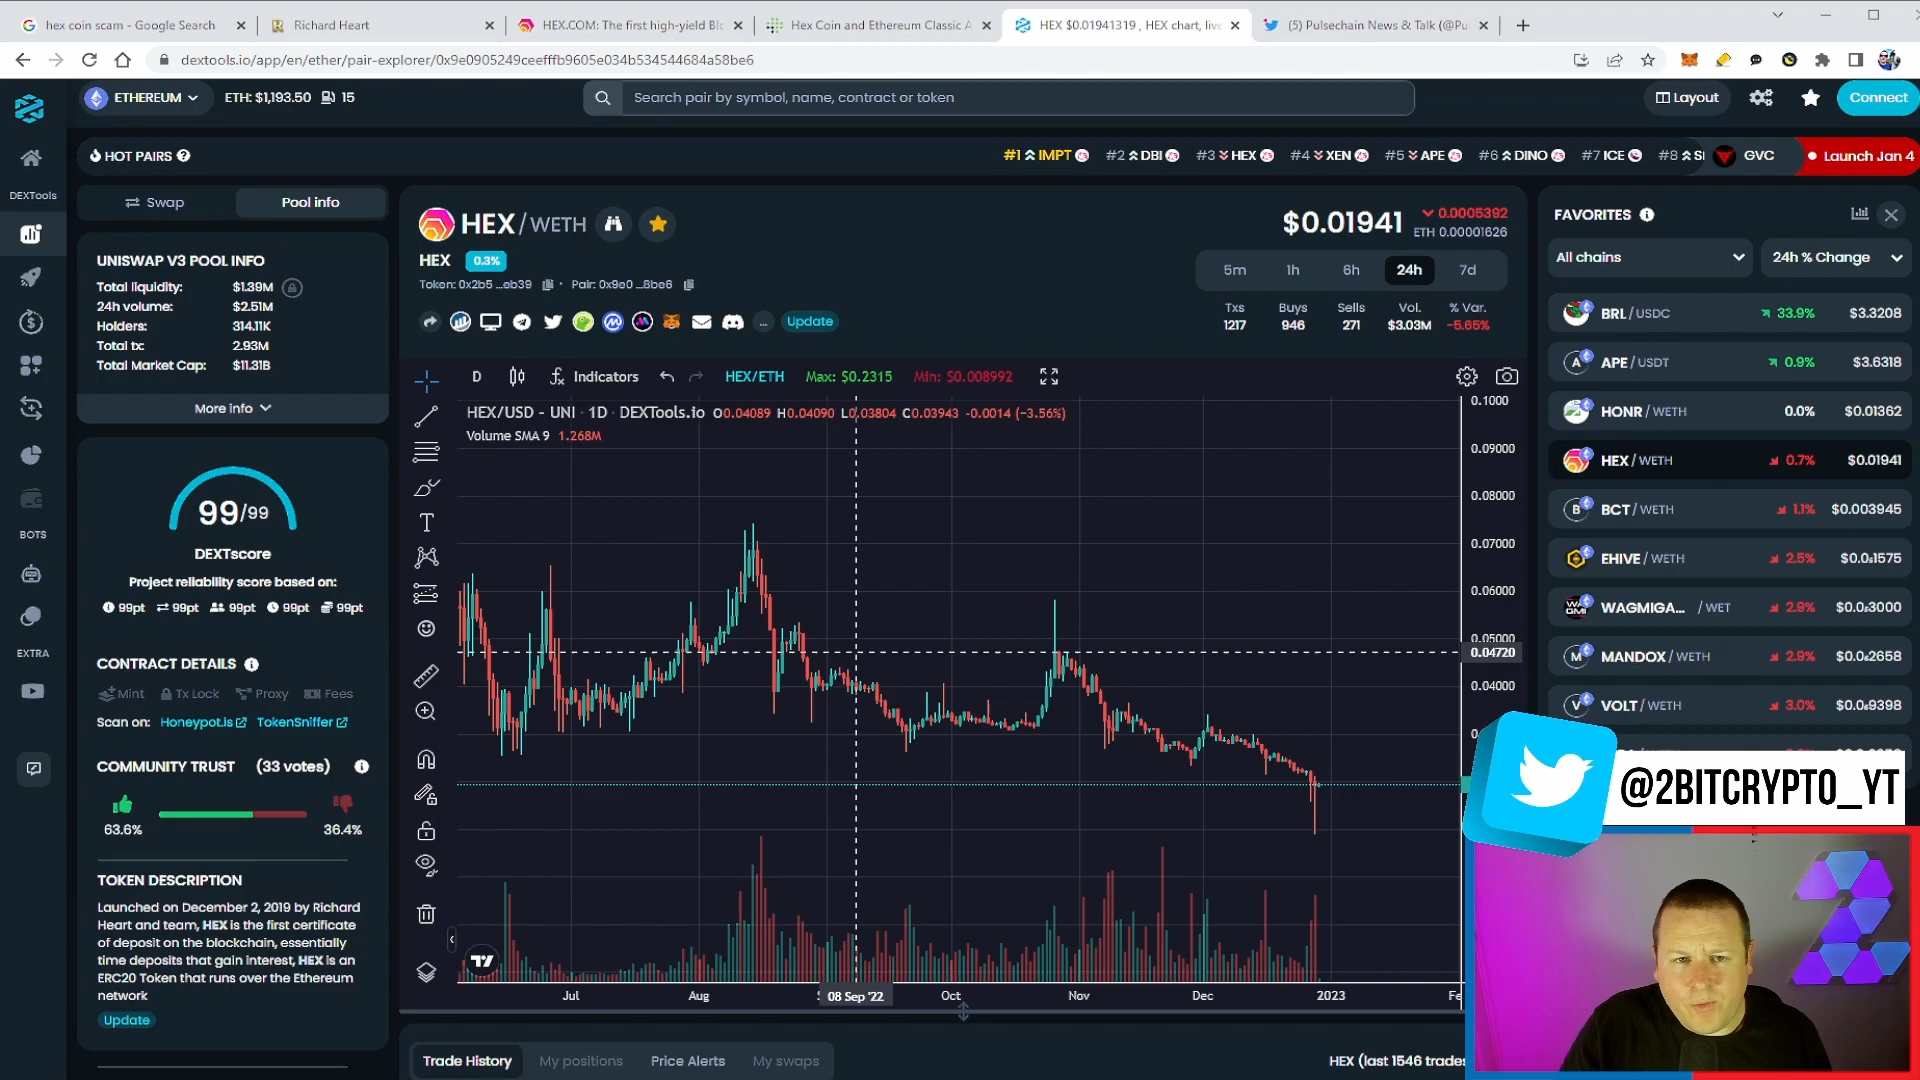 hex coin scam - Google Search
Richard Heart
HEX.COM: The first high-yield Blo
Hex Coin and Ethereum Classic A
HEX $0.01941319 , HEX chart, live
(5) Pulsechain News & Talk (@Pu
dextools.io/app/en/ether/pair-explorer/0x9e0905249ceefffb9605e034b534544684a58be6
ETHEREUM
ETH: $1,193.50
15
Search pair by symbol, name, contract or token
Layout
Connect
HOT PAIRS
#1 IMPT
#2 DBI
#3 HEX
#4 XEN
#5 APE
#6 DINO
#7 ICE
#8
GVC
Launch Jan 4
DEXTools
BOTS
EXTRA
Swap
Pool info
UNISWAP V3 POOL INFO
Total liquidity: $1.39M
24h volume: $2.51M
Holders: 314.11K
Total tx: 2.93M
Total Market Cap: $11.31B
More info
99/99
DEXTscore
Project reliability score based on:
99pt 99pt 99pt 99pt 99pt
CONTRACT DETAILS
Mint Tx Lock Proxy Fees
Scan on: Honeypot.is TokenSniffer
COMMUNITY TRUST (33 votes)
63.6% 36.4%
TOKEN DESCRIPTION
Launched on December 2, 2019 by Richard
Heart and team, HEX is the first certificate
of deposit on the blockchain, essentially
time deposits that gain interest, HEX is an
ERC20 Token that runs over the Ethereum
network
Update
HEX/WETH
HEX 0.3%
Token: 0x2b5 ...eb39 Pair: 0x9e0 ...8be6
... Update
$0.01941 0.0005392
ETH 0.00001626
5m 1h 6h 24h 7d
Txs Buys Sells Vol. % Var.
1217 946 271 $3.03M -5.65%
D Indicators HEX/ETH Max: $0.2315 Min: $0.008992
HEX/USD - UNI · 1D · DEXTools.io O0.04089 H0.04090 L0.03804 C0.03943 -0.0014 (-3.56%)
Volume SMA 9 1.268M
0.1000
0.09000
0.08000
0.07000
0.06000
0.05000
0.04720
0.04000
Jul Aug 08 Sep '22 Oct Nov Dec 2023 Fe
Trade History My positions Price Alerts My swaps
HEX (last 1546 trades
FAVORITES
All chains
24h % Change
BRL/USDC 33.9% $3.3208
APE/USDT 0.9% $3.6318
HONR/WETH 0.0% $0.01362
HEX/WETH 0.7% $0.01941
BCT/WETH 1.1% $0.003945
EHIVE/WETH 2.5%
WAGMIGA... /WET 2.9%
MANDOX/WETH 2.9%
VOLT/WETH 3.0%
@2BITCRYPTO_YT